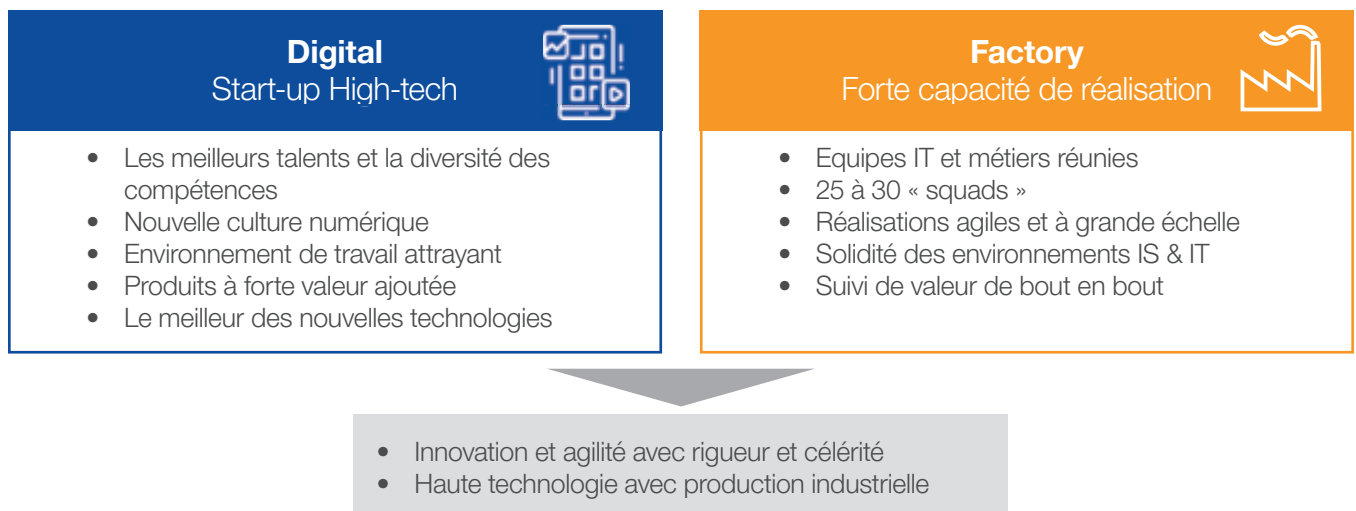 Digital
Start-up High-tech
• Les meilleurs talents et la diversité des
compétences
• Nouvelle culture numérique
• Environnement de travail attrayant
• Produits à forte valeur ajoutée
• Le meilleur des nouvelles technologies
Factory
Forte capacité de réalisation
• Equipes IT et métiers réunies
• 25 à 30 « squads »
• Réalisations agiles et à grande échelle
• Solidité des environnements IS & IT
• Suivi de valeur de bout en bout
• Innovation et agilité avec rigueur et célérité
• Haute technologie avec production industrielle